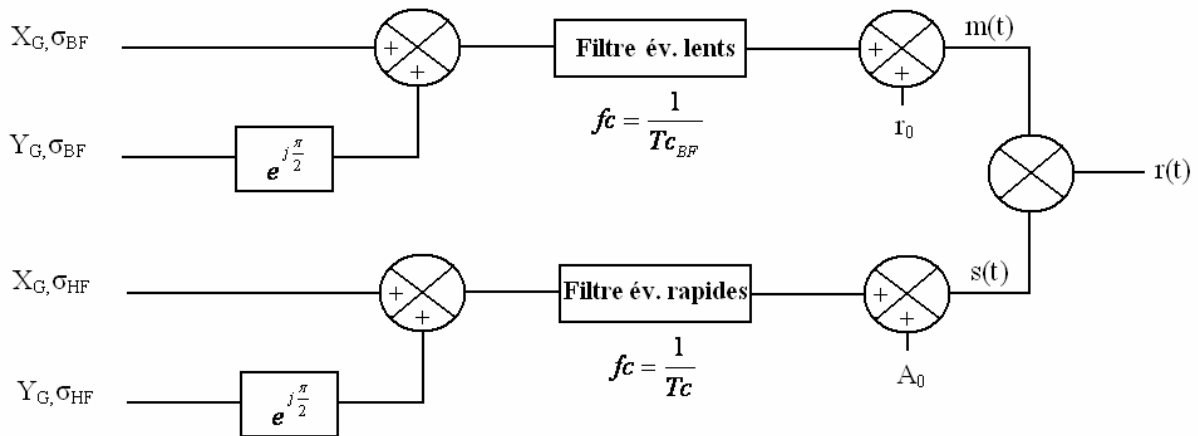 X_G,σ_BF
+
+
Filtre év. lents
fc = 1/Tc_BF
+
+
r_0
m(t)
Y_G,σ_BF
e^{jπ/2}
r(t)
X_G,σ_HF
+
+
Filtre év. rapides
fc = 1/Tc
+
+
A_0
s(t)
Y_G,σ_HF
e^{jπ/2}